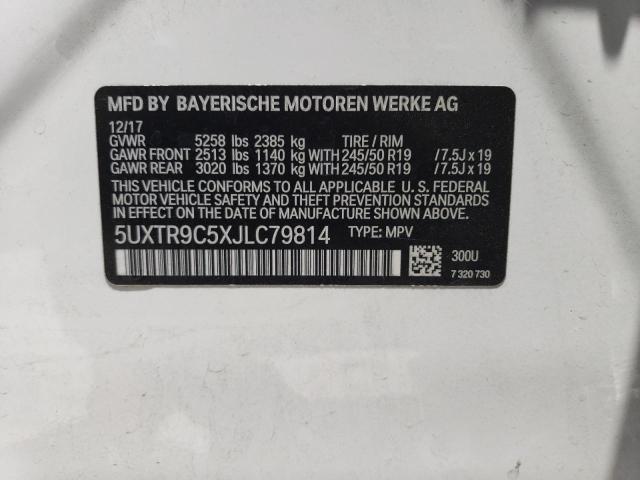 MFD BY BAYERISCHE MOTOREN WERKE AG
12/17
GVWR 5258 lbs 2385 kg TIRE / RIM
GAWR FRONT 2513 lbs 1140 kg WITH 245/50 R19 /7.5J x 19
GAWR REAR 3020 lbs 1370 kg WITH 245/50 R19 /7.5J x 19
THIS VEHICLE CONFORMS TO ALL APPLICABLE U. S. FEDERAL
MOTOR VEHICLE SAFETY AND THEFT PREVENTION STANDARDS
IN EFFECT ON THE DATE OF MANUFACTURE SHOWN ABOVE.
5UXTR9C5XJLC79814 TYPE: MPV
300U
7 320 730